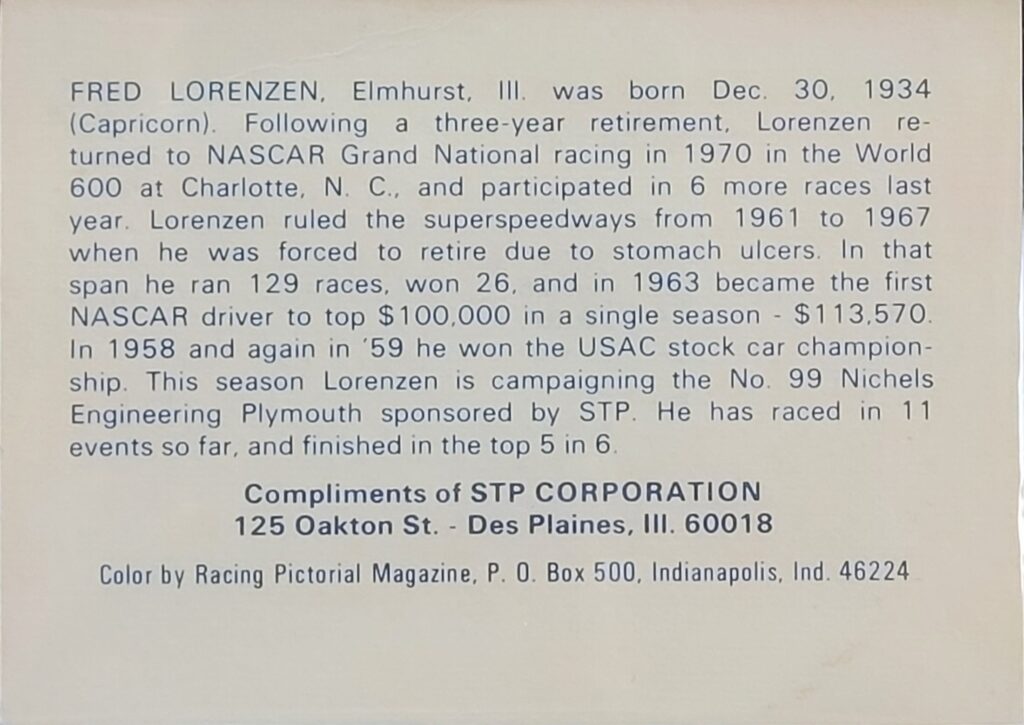 FRED LORENZEN, Elmhurst, Ill. was born Dec. 30, 1934
(Capricorn). Following a three-year retirement, Lorenzen re-
turned to NASCAR Grand National racing in 1970 in the World
600 at Charlotte, N. C., and participated in 6 more races last
year. Lorenzen ruled the superspeedways from 1961 to 1967
when he was forced to retire due to stomach ulcers. In that
span he ran 129 races, won 26, and in 1963 became the first
NASCAR driver to top $100,000 in a single season - $113,570.
In 1958 and again in '59 he won the USAC stock car champion-
ship. This season Lorenzen is campaigning the No. 99 Nichels
Engineering Plymouth sponsored by STP. He has raced in 11
events so far, and finished in the top 5 in 6.
Compliments of STP CORPORATION
125 Oakton St. - Des Plaines, Ill. 60018
Color by Racing Pictorial Magazine, P. O. Box 500, Indianapolis, Ind. 46224